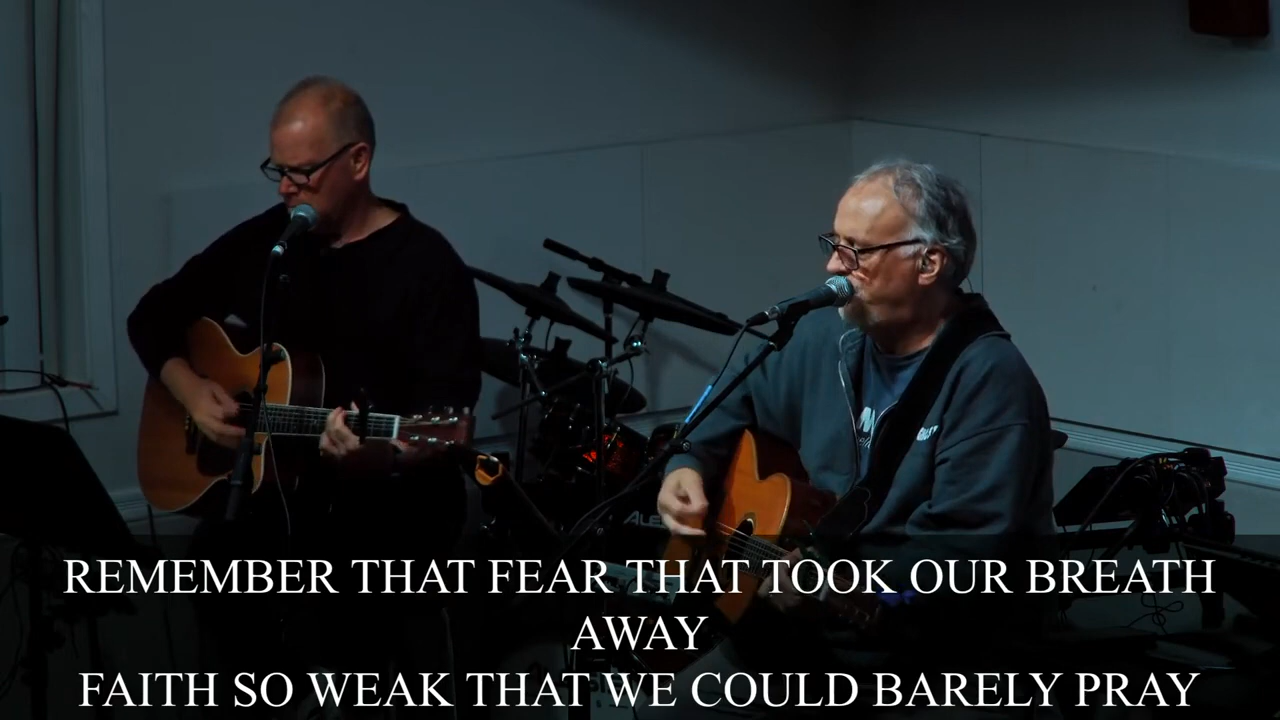 REMEMBER THAT FEAR THAT TOOK OUR BREATH
AWAY
FAITH SO WEAK THAT WE COULD BARELY PRAY